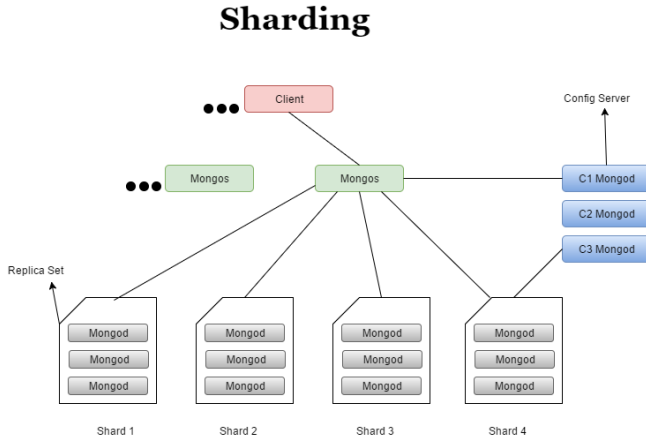 Sharding
Client
Config Server
Mongos
Mongos
C1 Mongod
C2 Mongod
C3 Mongod
Replica Set
Mongod
Mongod
Mongod
Mongod
Mongod
Mongod
Mongod
Mongod
Mongod
Mongod
Mongod
Mongod
Shard 1
Shard 2
Shard 3
Shard 4